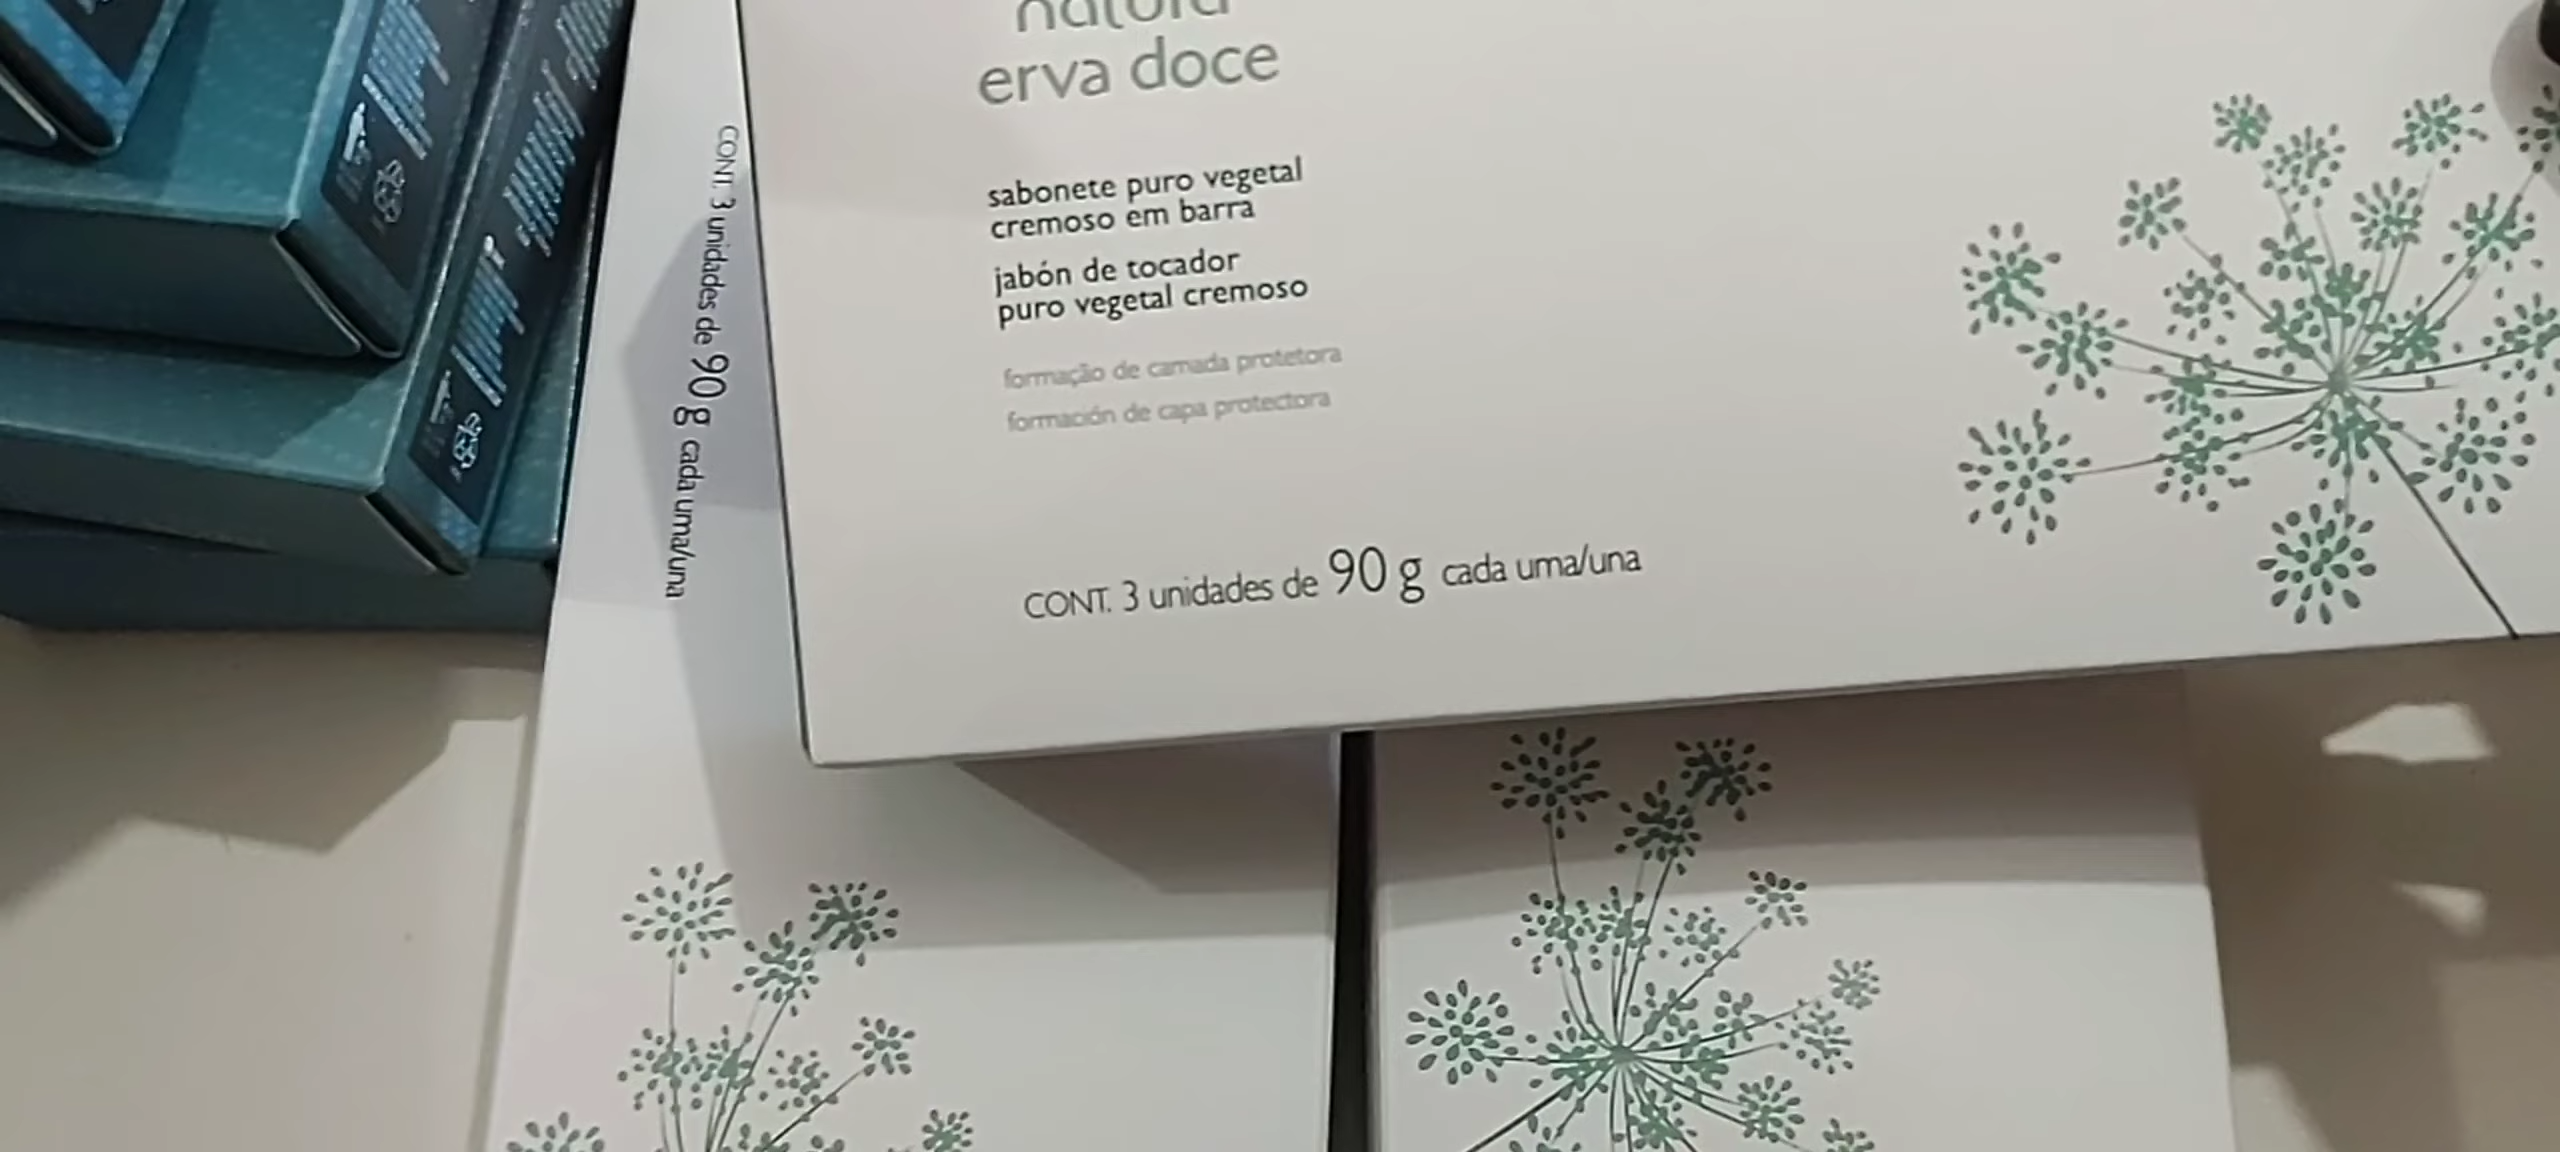 natura
erva doce
sabonete puro vegetal
cremoso em barra
jabón de tocador
puro vegetal cremoso
formação de camada protetora
formación de capa protectora
CONT. 3 unidades de 90 g cada uma/una
CONT. 3 unidades de 90 g cada uma/una